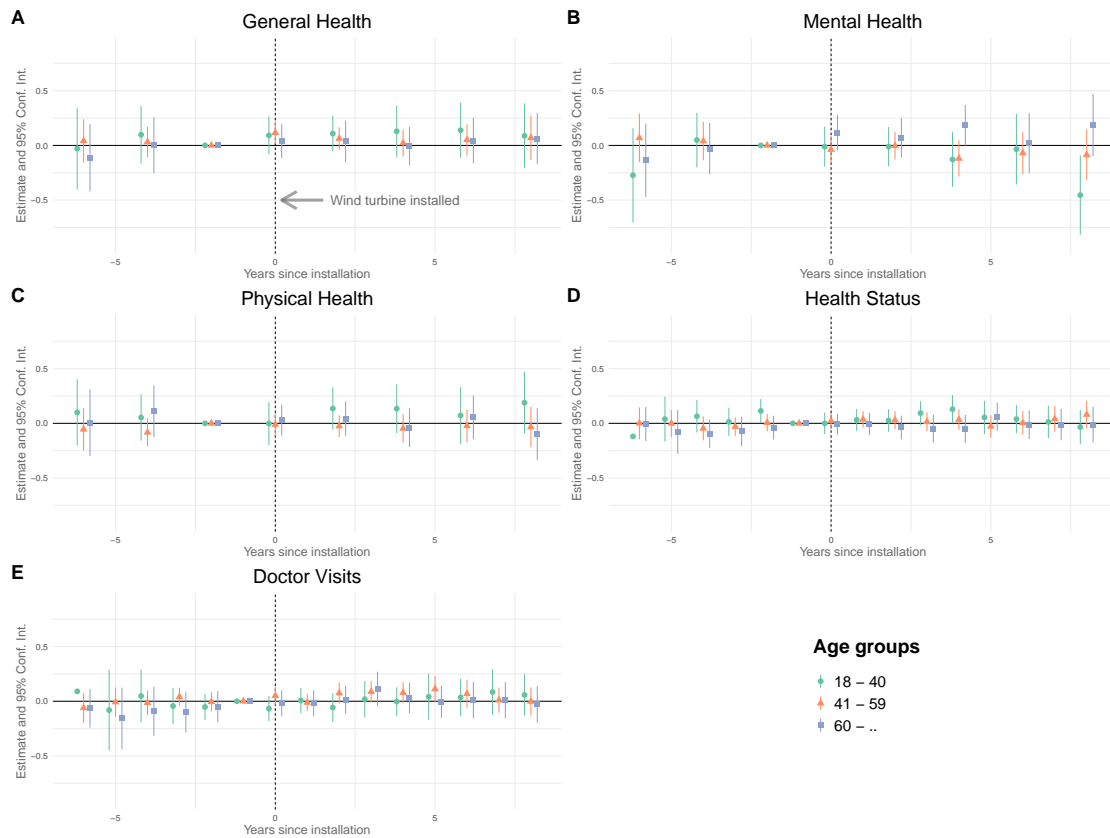 A
General Health
Estimate and 95% Conf. Int.
0.5
0.0
−0.5
Wind turbine installed
−5
0
5
Years since installation
B
Mental Health
Estimate and 95% Conf. Int.
0.5
0.0
−0.5
−5
0
5
Years since installation
C
Physical Health
Estimate and 95% Conf. Int.
0.5
0.0
−0.5
−5
0
5
Years since installation
D
Health Status
Estimate and 95% Conf. Int.
0.5
0.0
−0.5
−5
0
5
Years since installation
E
Doctor Visits
Estimate and 95% Conf. Int.
0.5
0.0
−0.5
−5
0
5
Years since installation
Age groups
18 − 40
41 − 59
60 − ..